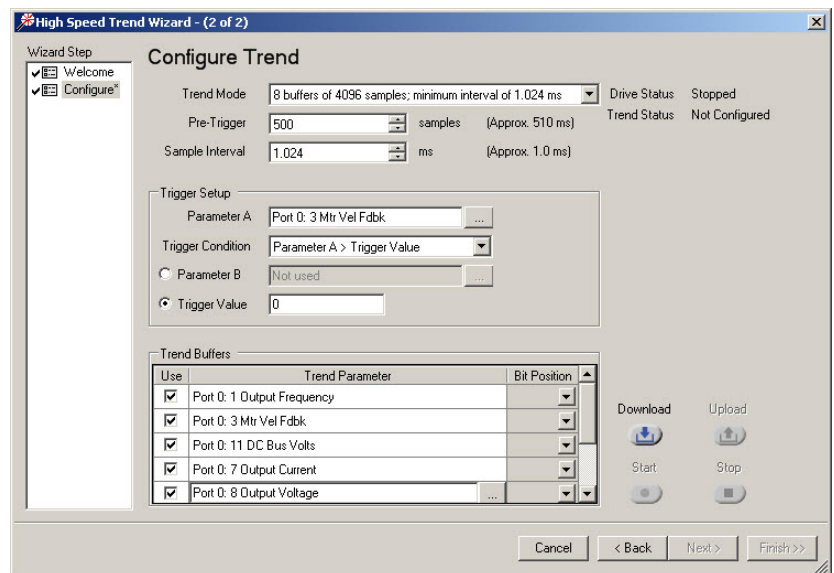 High Speed Trend Wizard - (2 of 2)
Wizard Step
Welcome
Configure*
Configure Trend
Trend Mode 8 buffers of 4096 samples; minimum interval of 1.024 ms Drive Status Stopped
Pre-Trigger 500 samples (Approx. 510 ms) Trend Status Not Configured
Sample Interval 1.024 ms (Approx. 1.0 ms)
Trigger Setup
Parameter A Port 0: 3 Mtr Vel Fdbk ...
Trigger Condition Parameter A > Trigger Value
Parameter B Not used ...
Trigger Value 0
Trend Buffers
Use Trend Parameter Bit Position
Port 0: 1 Output Frequency
Port 0: 3 Mtr Vel Fdbk
Port 0: 11 DC Bus Volts
Port 0: 7 Output Current
Port 0: 8 Output Voltage ...
Download Upload
Start Stop
Cancel < Back Next > Finish >>